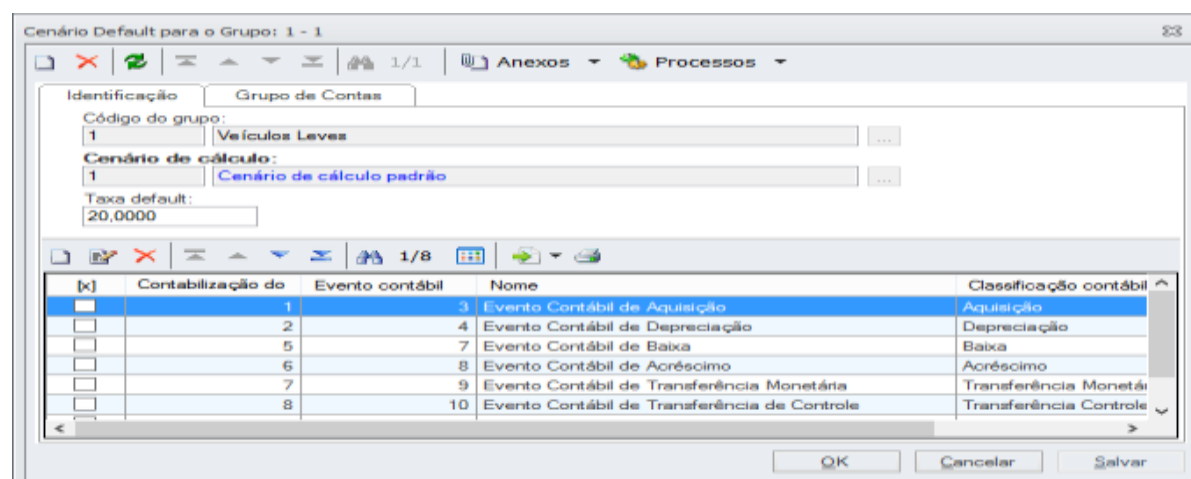 Cenário Default para o Grupo: 1 - 1
1/1 Anexos Processos
Identificação Grupo de Contas
Código do grupo:
1 Veículos Leves ...
Cenário de cálculo:
1 Cenário de cálculo padrão ...
Taxa default:
20,0000
1/8
[x] Contabilização do Evento contábil Nome Classificação contábil
1 3 Evento Contábil de Aquisição Aquisição
2 4 Evento Contábil de Depreciação Depreciação
5 7 Evento Contábil de Baixa Baixa
6 8 Evento Contábil de Acréscimo Acréscimo
7 9 Evento Contábil de Transferência Monetária Transferência Monetá
8 10 Evento Contábil de Transferência de Controle Transferência Controle
OK Cancelar Salvar